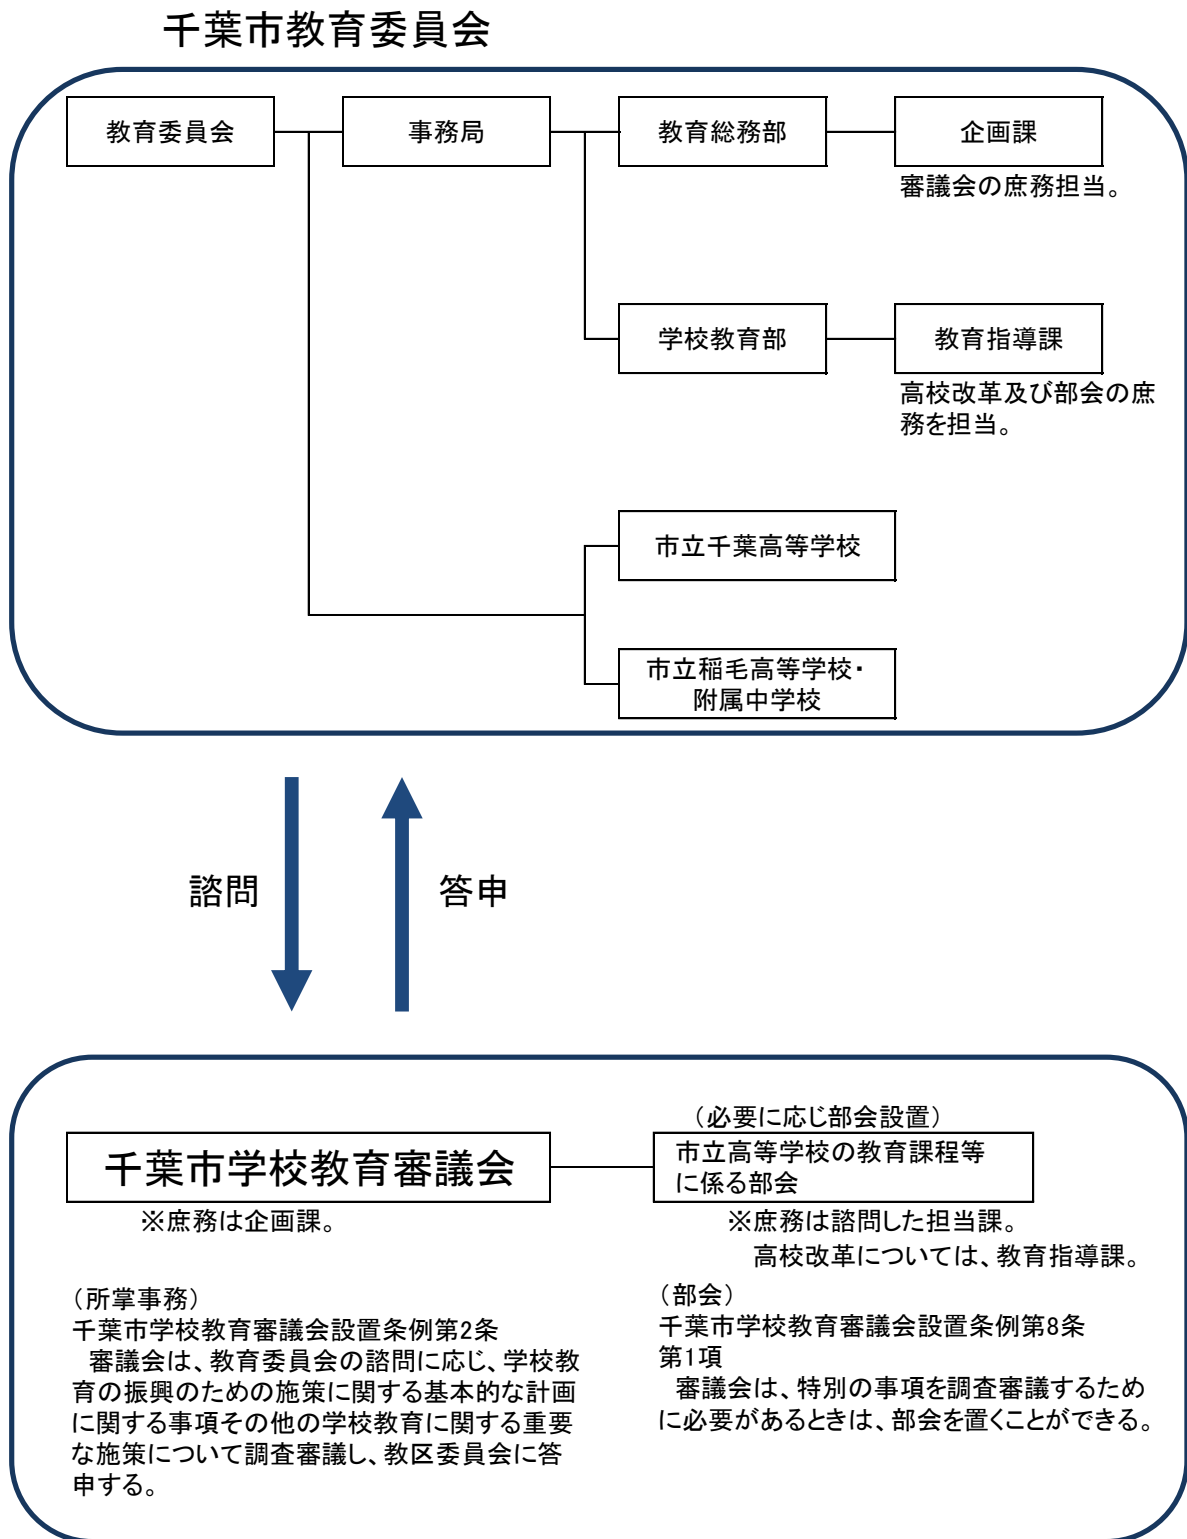 千葉市教育委員会
教育委員会
事務局
教育総務部
企画課
審議会の庶務担当。
学校教育部
教育指導課
高校改革及び部会の庶
務を担当。
市立千葉高等学校
市立稲毛高等学校・
附属中学校
諮問
答申
千葉市学校教育審議会
※庶務は企画課。
(必要に応じ部会設置)
市立高等学校の教育課程等
に係る部会
※庶務は諮問した担当課。
高校改革については、教育指導課。
(所掌事務)
千葉市学校教育審議会設置条例第2条
審議会は、教育委員会の諮問に応じ、学校教
育の振興のための施策に関する基本的な計画
に関する事項その他の学校教育に関する重要
な施策について調査審議し、教区委員会に答
申する。
(部会)
千葉市学校教育審議会設置条例第8条
第1項
審議会は、特別の事項を調査審議するため
に必要があるときは、部会を置くことができる。